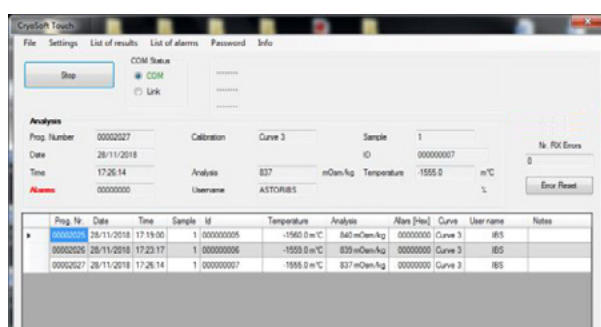 CryoSoft Touch
File Settings List of results List of alarms Password Info
Stop
COM Status
COM
Link
Analysis
Prog. Number 00002027 Calibration Curve 3 Sample 1
Date 28/11/2018 ID 000000007
Time 17:26:14 Analysis 837 mOsm/kg Temperature -1555.0 m°C
Alarms 00000000 Username ASTORIBS %
Nr. RX Errors
0
Error Reset
Prog. Nr. Date Time Sample Id Temperature Analysis Allars [Hex] Curve User name Notes
00002025 28/11/2018 17:19:00 1 000000005 -1560.0 m°C 840 mOsm/kg 00000000 Curve 3 IBS
00002026 28/11/2018 17:23:17 1 000000006 -1559.0 m°C 839 mOsm/kg 00000000 Curve 3 IBS
00002027 28/11/2018 17:26:14 1 000000007 -1555.0 m°C 837 mOsm/kg 00000000 Curve 3 IBS